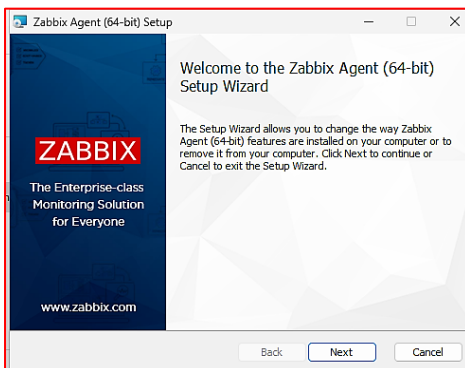 Zabbix Agent (64-bit) Setup
Welcome to the Zabbix Agent (64-bit)
Setup Wizard
The Setup Wizard allows you to change the way Zabbix
Agent (64-bit) features are installed on your computer or to
remove it from your computer. Click Next to continue or
Cancel to exit the Setup Wizard.
ZABBIX
The Enterprise-class
Monitoring Solution
for Everyone
www.zabbix.com
Back Next Cancel